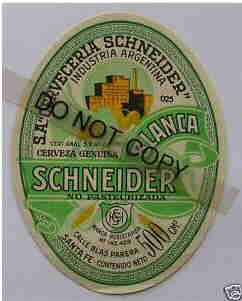 S.A. "CERVECERIA SCHNEIDER"
INDUSTRIA ARGENTINA
025
DO NOT COPY
BLANCA
CERVEZA GENUINA
SCHNEIDER
NO PASTEURIZADA
MARCA REGISTRADA
CALLE BLAS PARERA
500 CM³
SANTA FE - CONTENIDO NETO